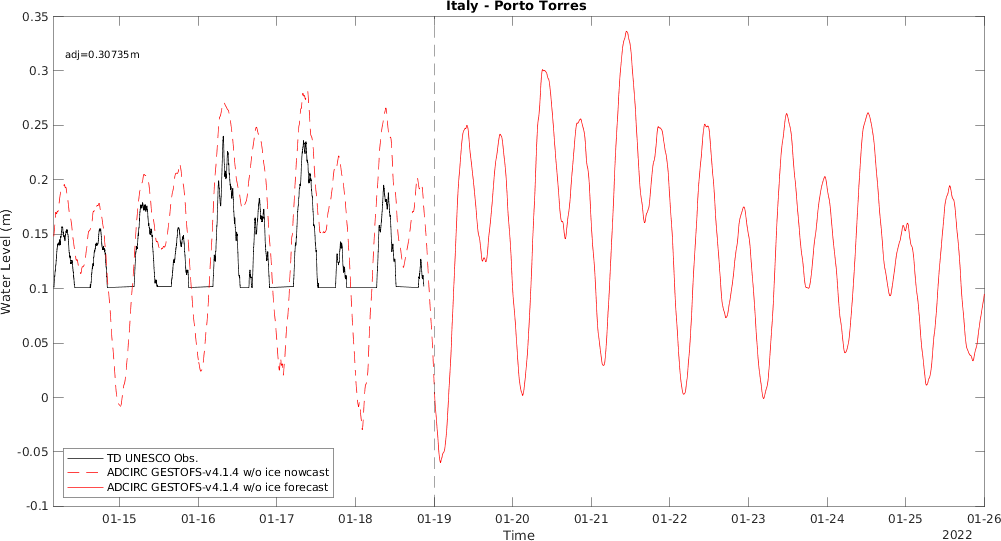 Italy - Porto Torres
adj=0.30735m
0.35
0.3
0.25
0.2
0.15
0.1
0.05
0
-0.05
-0.1
Water Level (m)
TD UNESCO Obs.
ADCIRC GESTOFS-v4.1.4 w/o ice nowcast
ADCIRC GESTOFS-v4.1.4 w/o ice forecast
01-15 01-16 01-17 01-18 01-19 01-20 01-21 01-22 01-23 01-24 01-25 01-26
Time
2022